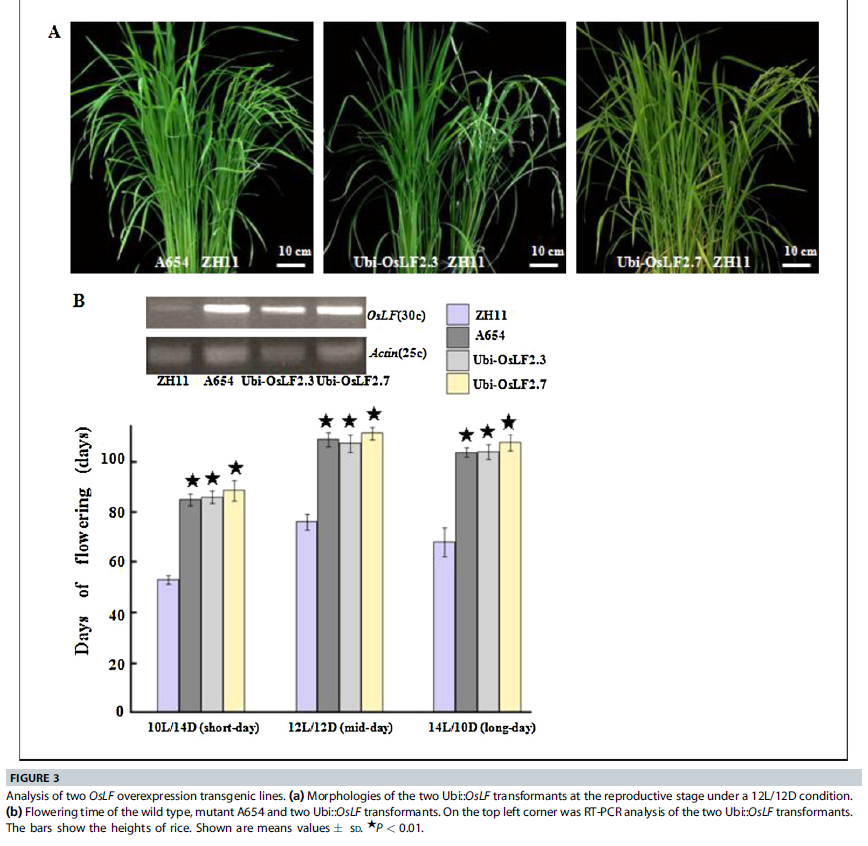 A
10 cm
10 cm
10 cm
A654 ZH11
Ubi-OsLF2.3 ZH11
Ubi-OsLF2.7 ZH11
B
OsLF(30c)
Actin(25c)
ZH11 A654 Ubi-OsLF2.3 Ubi-OsLF2.7
ZH11
A654
Ubi-OsLF2.3
Ubi-OsLF2.7
Days of flowering (days)
100
80
60
40
20
0
★ ★ ★
★ ★ ★
★ ★ ★
10L/14D (short-day) 12L/12D (mid-day) 14L/10D (long-day)
FIGURE 3
Analysis of two OsLF overexpression transgenic lines. (a) Morphologies of the two Ubi::OsLF transformants at the reproductive stage under a 12L/12D condition.
(b) Flowering time of the wild type, mutant A654 and two Ubi::OsLF transformants. On the top left corner was RT-PCR analysis of the two Ubi::OsLF transformants.
The bars show the heights of rice. Shown are means values ± SD. ★P < 0.01.